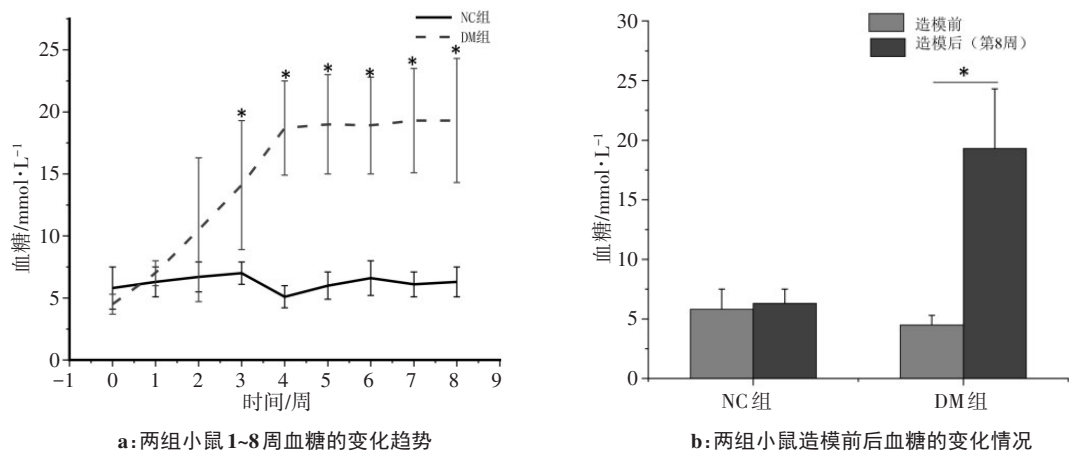 NC组
DM组
25
20
15
10
5
0
血糖/mmol·L⁻¹
* * * * * *
-1 0 1 2 3 4 5 6 7 8 9
时间/周
a:两组小鼠1~8周血糖的变化趋势
30
25
20
15
10
5
0
血糖/mmol·L⁻¹
造模前
造模后（第8周）
*
NC组 DM组
b:两组小鼠造模前后血糖的变化情况